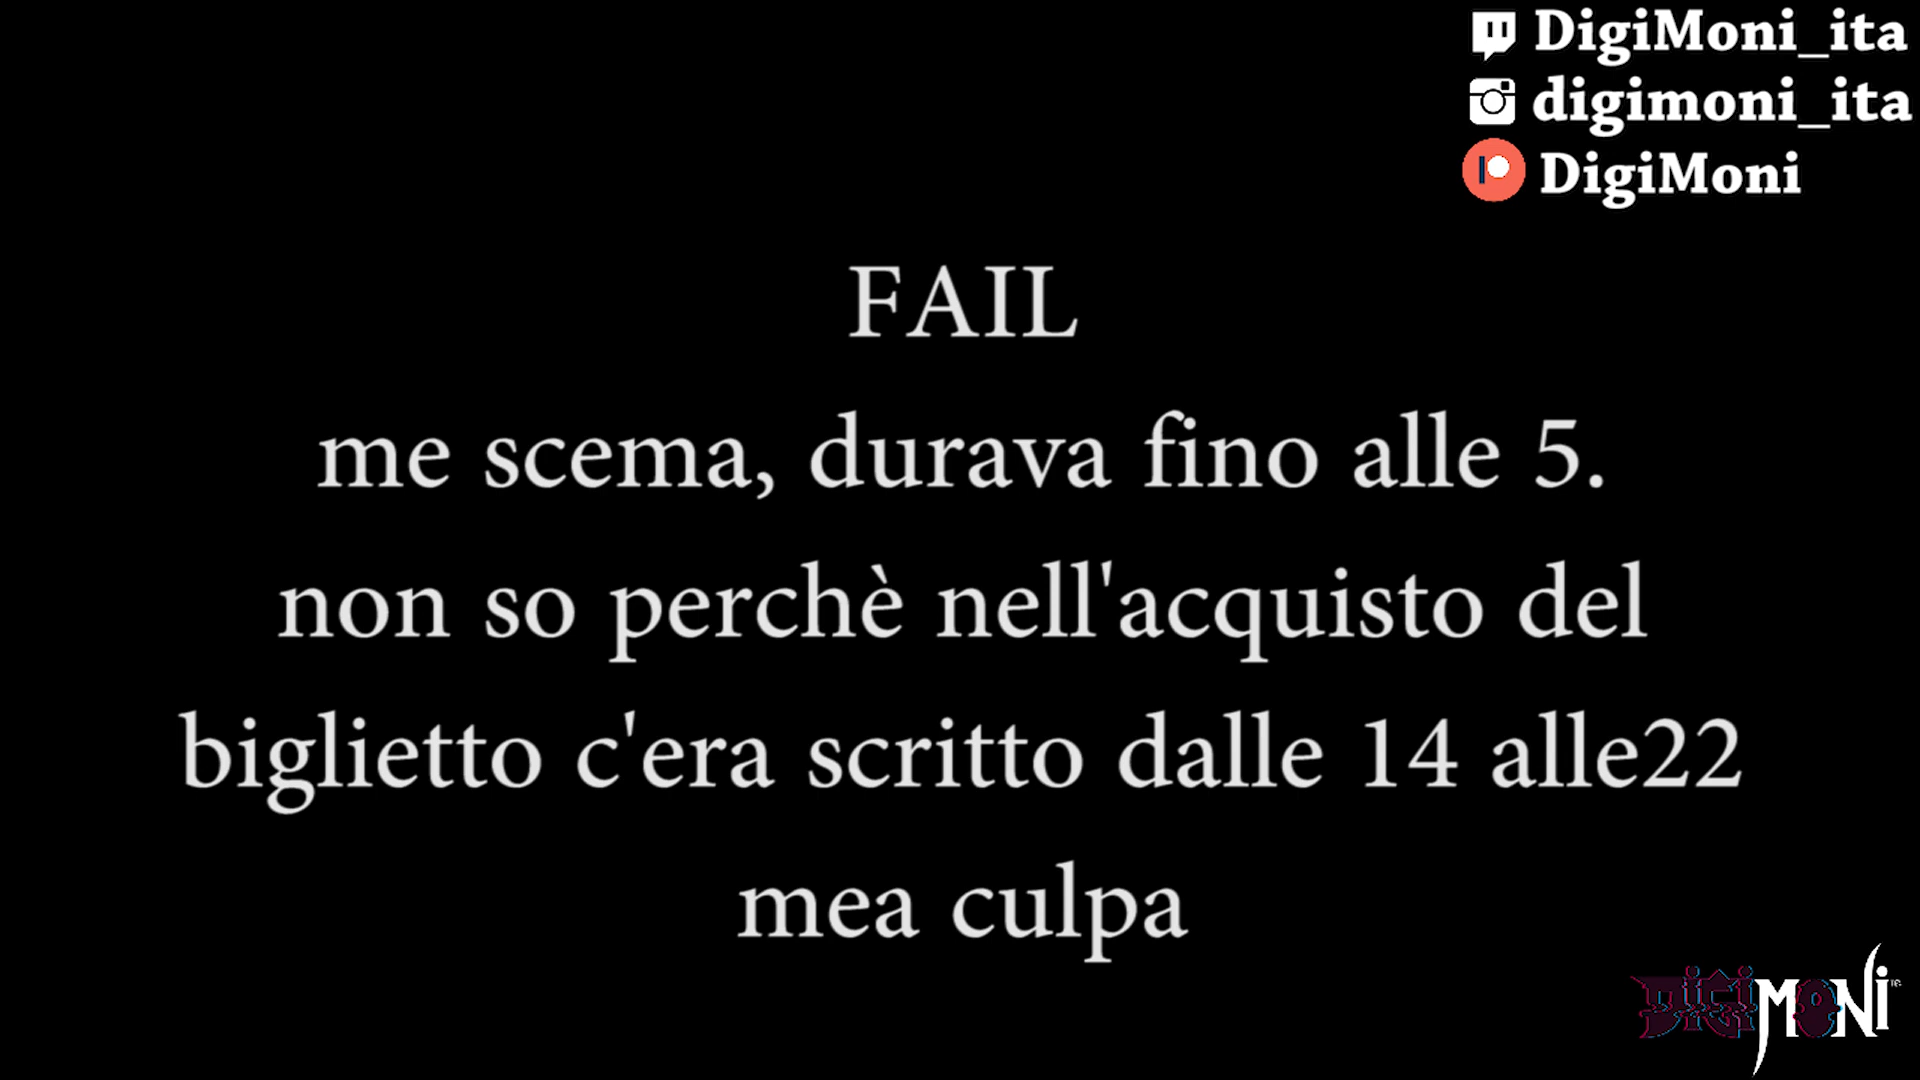 DigiMoni_ita
digimoni_ita
DigiMoni
FAIL
me scema, durava fino alle 5.
non so perchè nell'acquisto del
biglietto c'era scritto dalle 14 alle22
mea culpa
DIGIMONI